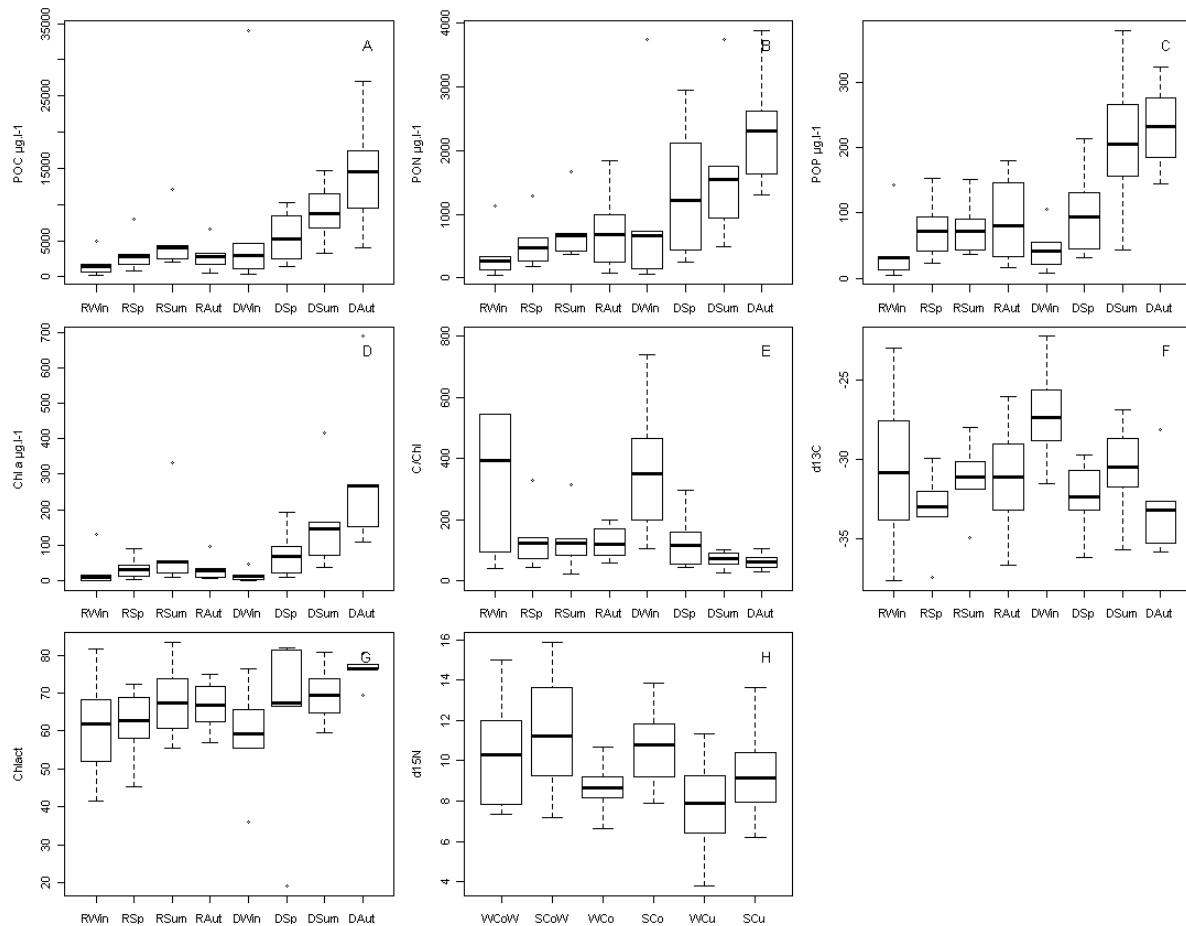 A
POC µg.l-1
0 5000 15000 25000 35000
RWin RSp RSum RAut DWin DSp DSum DAut
B
PON µg.l-1
0 1000 2000 3000 4000
RWin RSp RSum RAut DWin DSp DSum DAut
C
POP µg.l-1
0 100 200 300
RWin RSp RSum RAut DWin DSp DSum DAut
D
Chl a µg.l-1
0 100 200 300 400 500 600 700
RWin RSp RSum RAut DWin DSp DSum DAut
E
C/Chl
0 200 400 600 800
RWin RSp RSum RAut DWin DSp DSum DAut
F
d13C
-35 -30 -25
RWin RSp RSum RAut DWin DSp DSum DAut
G
Chlact
20 30 40 50 60 70 80
RWin RSp RSum RAut DWin DSp DSum DAut
H
d15N
4 6 8 10 12 14 16
WCoW SCoW WCo SCo WCu SCu